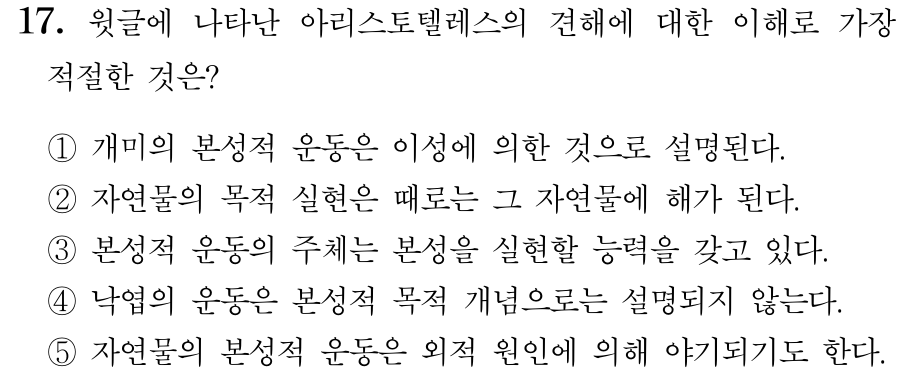 17. 윗글에 나타난 아리스토텔레스의 견해에 대한 이해로 가장
적절한 것은?
① 개미의 본성적 운동은 이성에 의한 것으로 설명된다.
② 자연물의 목적 실현은 때로는 그 자연물에 해가 된다.
③ 본성적 운동의 주체는 본성을 실현할 능력을 갖고 있다.
④ 낙엽의 운동은 본성적 목적 개념으로는 설명되지 않는다.
⑤ 자연물의 본성적 운동은 외적 원인에 의해 야기되기도 한다.